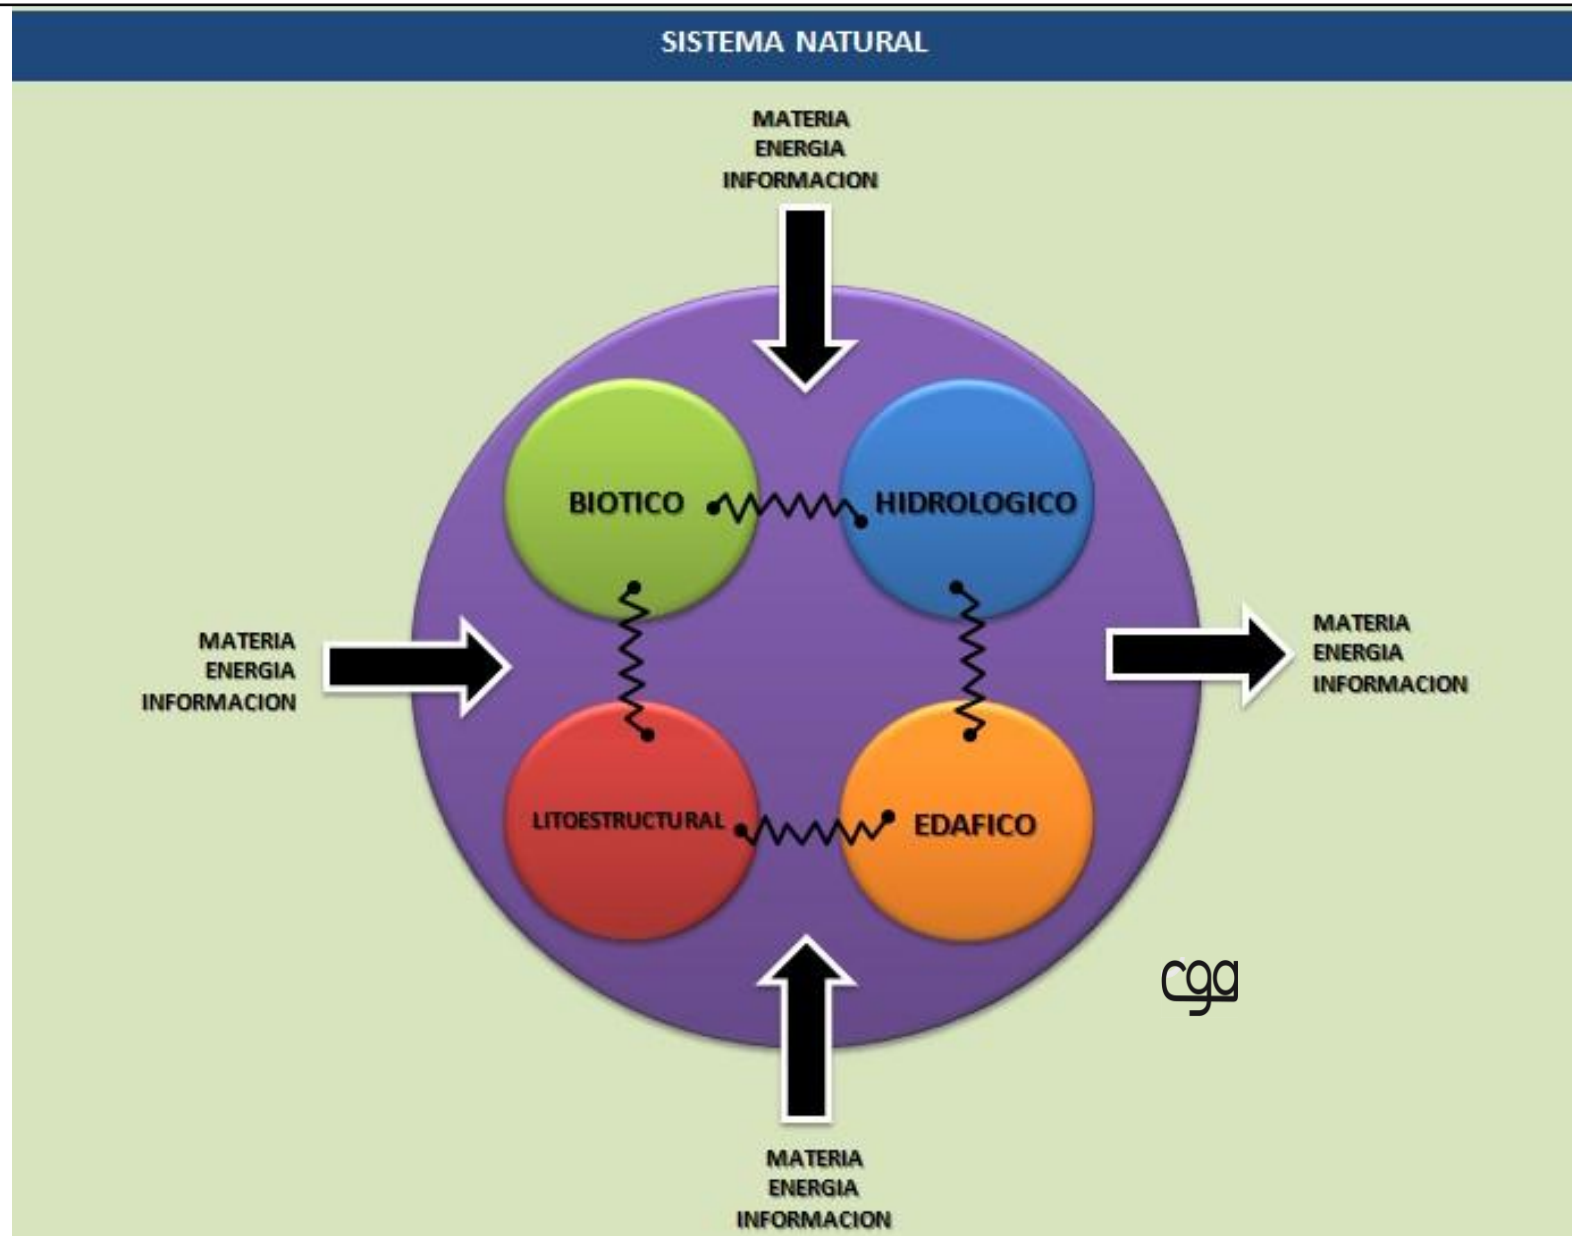 SISTEMA NATURAL
MATERIA
ENERGIA
INFORMACION
BIOTICO
HIDROLOGICO
MATERIA
ENERGIA
INFORMACION
MATERIA
ENERGIA
INFORMACION
LITOESTRUCTURAL
EDAFICO
cga
MATERIA
ENERGIA
INFORMACION